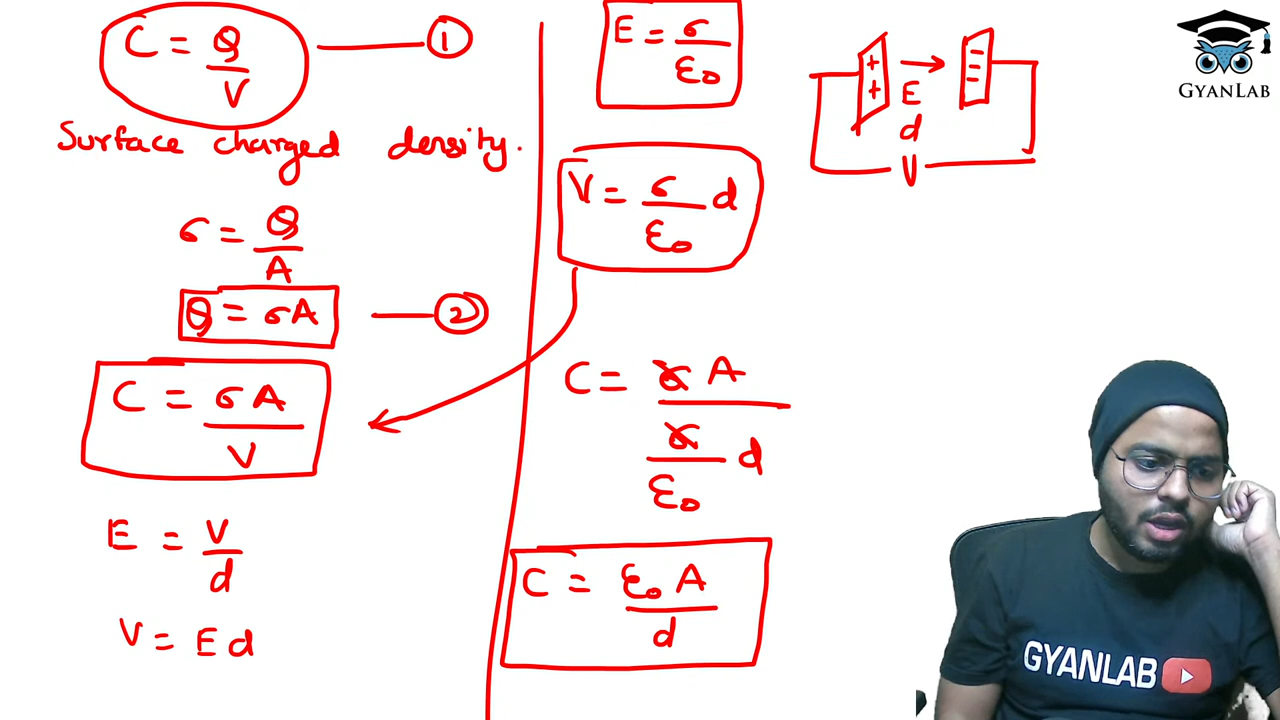 C = Q / V —— 1
Surface charged density.
σ = Q / A
Q = σA —— 2
C = σA / V
E = V / d
V = Ed
E = σ / ε₀
V = σ / ε₀ d
C = σA / σ / ε₀ d
C = ε₀A / d
+
+
E
d
V
GYANLAB
GYANLAB